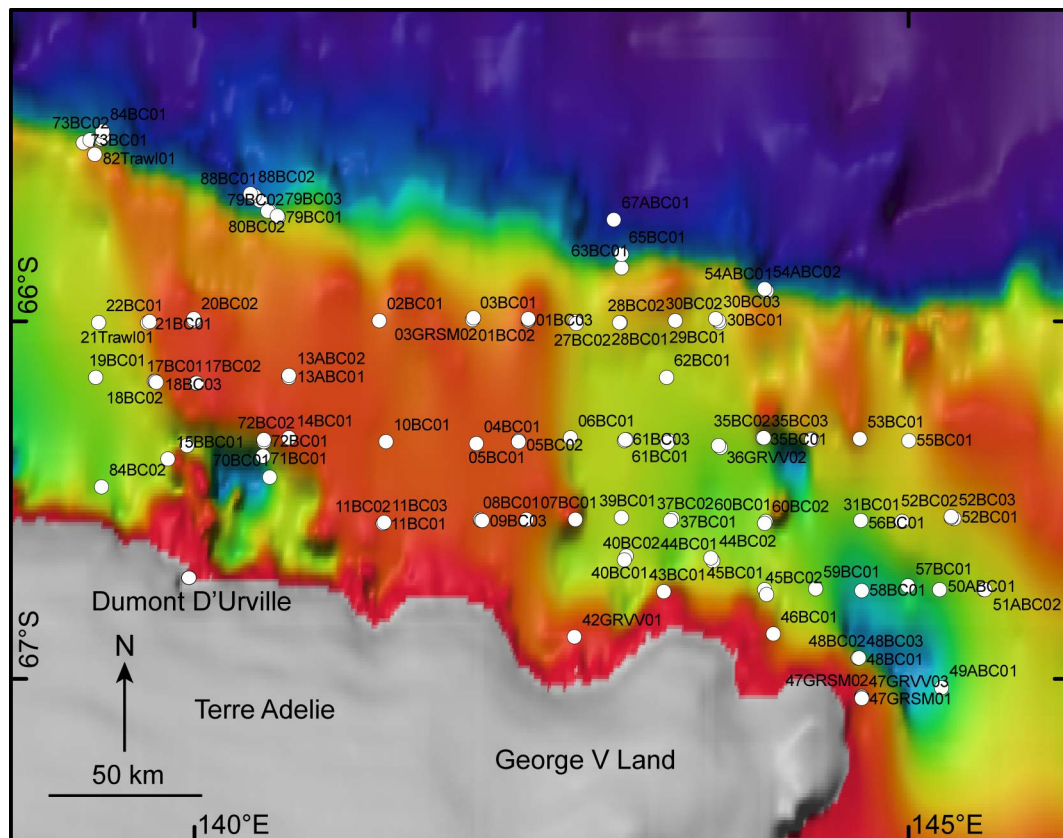 84BC01
73BC02
73BC01
82Trawl01
88BC01 88BC02
79BC02 79BC03
79BC01
80BC02
67ABC01
65BC01
63BC01
54ABC01 54ABC02
66°S
22BC01
20BC02
21BC01
21Trawl01
02BC01
03BC01
03GRSM02
01BC02
01BC03
27BC02
28BC02
28BC01
30BC02 30BC03
30BC01
29BC01
19BC01
17BC01 17BC02
18BC03
18BC02
13ABC02
13ABC01
62BC01
72BC02
14BC01
72BC01
15BBC01
70BC01
71BC01
84BC02
10BC01
04BC01
05BC01
05BC02
06BC01
61BC03
61BC01
35BC02 35BC03
35BC01
36GRVV02
53BC01
55BC01
11BC02 11BC03
11BC01
08BC01 07BC01
09BC03
39BC01
37BC02 60BC01
37BC01
60BC02
31BC01
56BC01
52BC02 52BC03
52BC01
40BC02
40BC01
44BC01
44BC02
43BC01
45BC01
45BC02
59BC01
58BC01
57BC01
50ABC01
51ABC02
42GRVV01
46BC01
48BC02 48BC03
48BC01
47GRSM02 47GRVV03
47GRSM01
49ABC01
67°S
Dumont D'Urville
N
Terre Adelie
George V Land
50 km
140°E
145°E